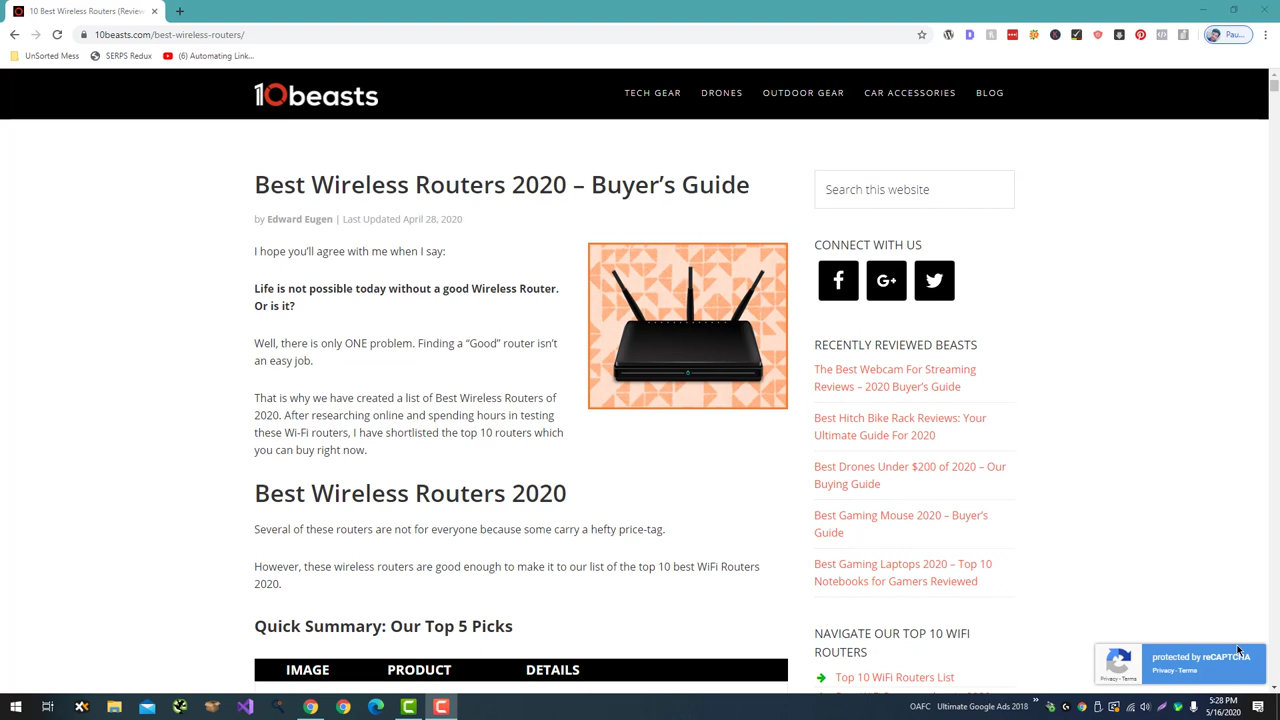 10 Best Wireless Routers (Review
10beasts.com/best-wireless-routers/
Pau...
UnSorted Mess
SERPS Redux
(6) Automating Link...
10beasts
TECH GEAR
DRONES
OUTDOOR GEAR
CAR ACCESSORIES
BLOG
Best Wireless Routers 2020 – Buyer's Guide
by Edward Eugen | Last Updated April 28, 2020
I hope you'll agree with me when I say:
Life is not possible today without a good Wireless Router.
Or is it?
Well, there is only ONE problem. Finding a “Good” router isn't
an easy job.
That is why we have created a list of Best Wireless Routers of
2020. After researching online and spending hours in testing
these Wi-Fi routers, I have shortlisted the top 10 routers which
you can buy right now.
Best Wireless Routers 2020
Several of these routers are not for everyone because some carry a hefty price-tag.
However, these wireless routers are good enough to make it to our list of the top 10 best WiFi Routers
2020.
Quick Summary: Our Top 5 Picks
IMAGE
PRODUCT
DETAILS
Search this website
CONNECT WITH US
RECENTLY REVIEWED BEASTS
The Best Webcam For Streaming
Reviews – 2020 Buyer's Guide
Best Hitch Bike Rack Reviews: Your
Ultimate Guide For 2020
Best Drones Under $200 of 2020 – Our
Buying Guide
Best Gaming Mouse 2020 – Buyer's
Guide
Best Gaming Laptops 2020 – Top 10
Notebooks for Gamers Reviewed
NAVIGATE OUR TOP 10 WIFI
ROUTERS
Top 10 WiFi Routers List
protected by reCAPTCHA
Privacy - Terms
Privacy - Terms
OAFC
Ultimate Google Ads 2018
5:28 PM
5/16/2020